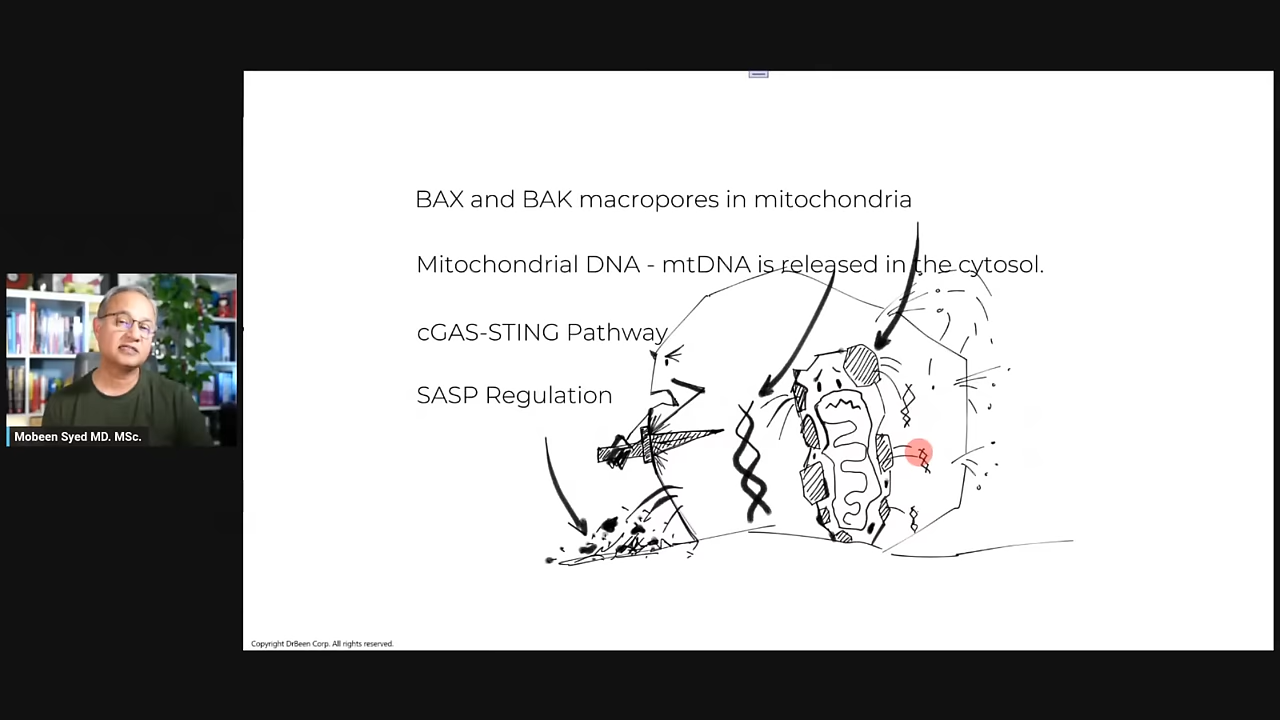 BAX and BAK macropores in mitochondria
Mitochondrial DNA - mtDNA is released in the cytosol.
cGAS-STING Pathway
SASP Regulation
Mobeen Syed MD. MSc.
Copyright DrBeen Corp. All rights reserved.